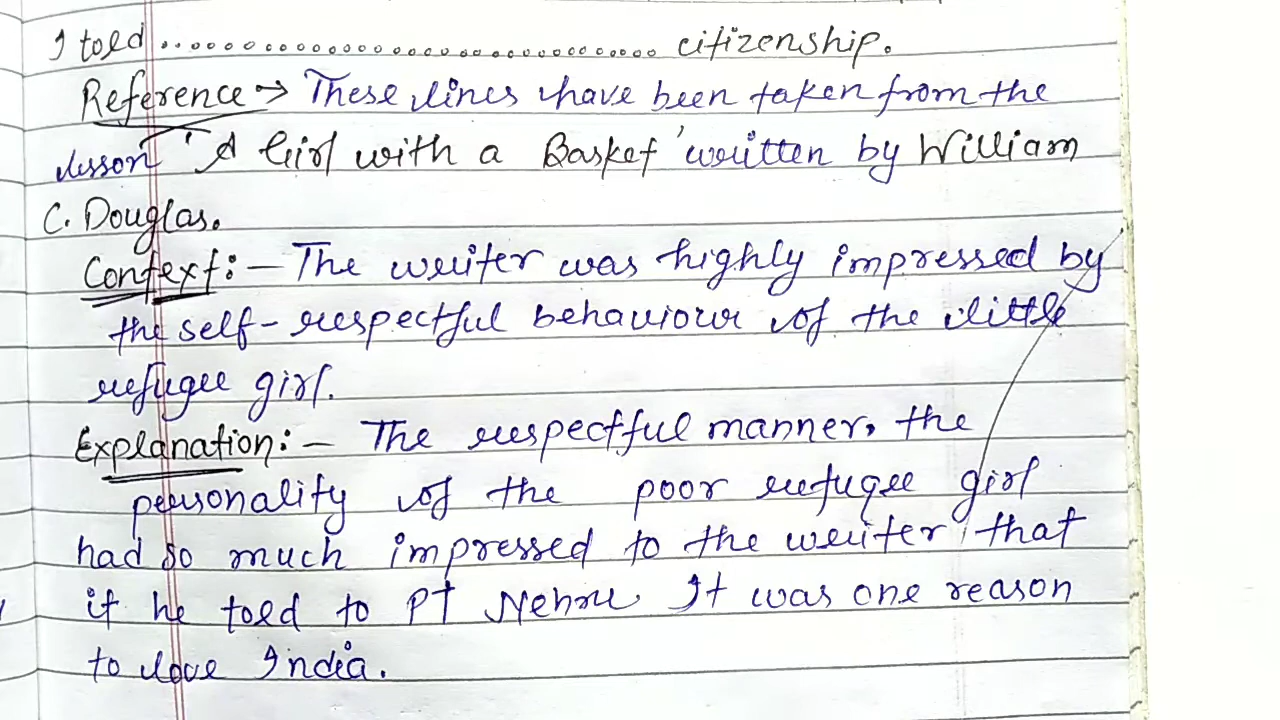 I told ........................................ citizenship.
Reference → These lines have been taken from the
lesson 'A Girl with a Basket' written by William
C. Douglas.
Context:- The writer was highly impressed by
the self-respectful behaviour of the little
refugee girl.
Explanation:- The respectful manner, the
personality of the poor refugee girl
had so much impressed to the writer that
if he told to PT Nehru. It was one reason
to love India.